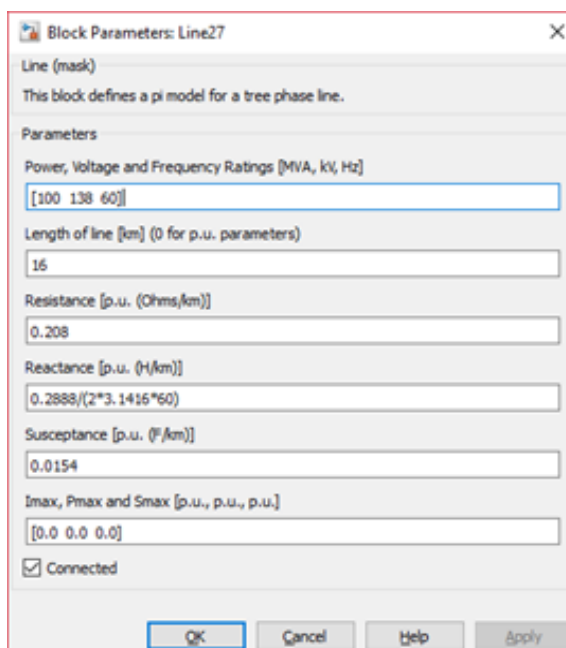 Block Parameters: Line27
Line (mask)
This block defines a pi model for a tree phase line.
Parameters
Power, Voltage and Frequency Ratings [MVA, kV, Hz]
[100 138 60]
Length of line [km] (0 for p.u. parameters)
16
Resistance [p.u. (Ohms/km)]
0.208
Reactance [p.u. (H/km)]
0.2888/(2*3.1416*60)
Susceptance [p.u. (F/km)]
0.0154
Imax, Pmax and Smax [p.u., p.u., p.u.]
[0.0 0.0 0.0]
Connected
OK Cancel Help Apply